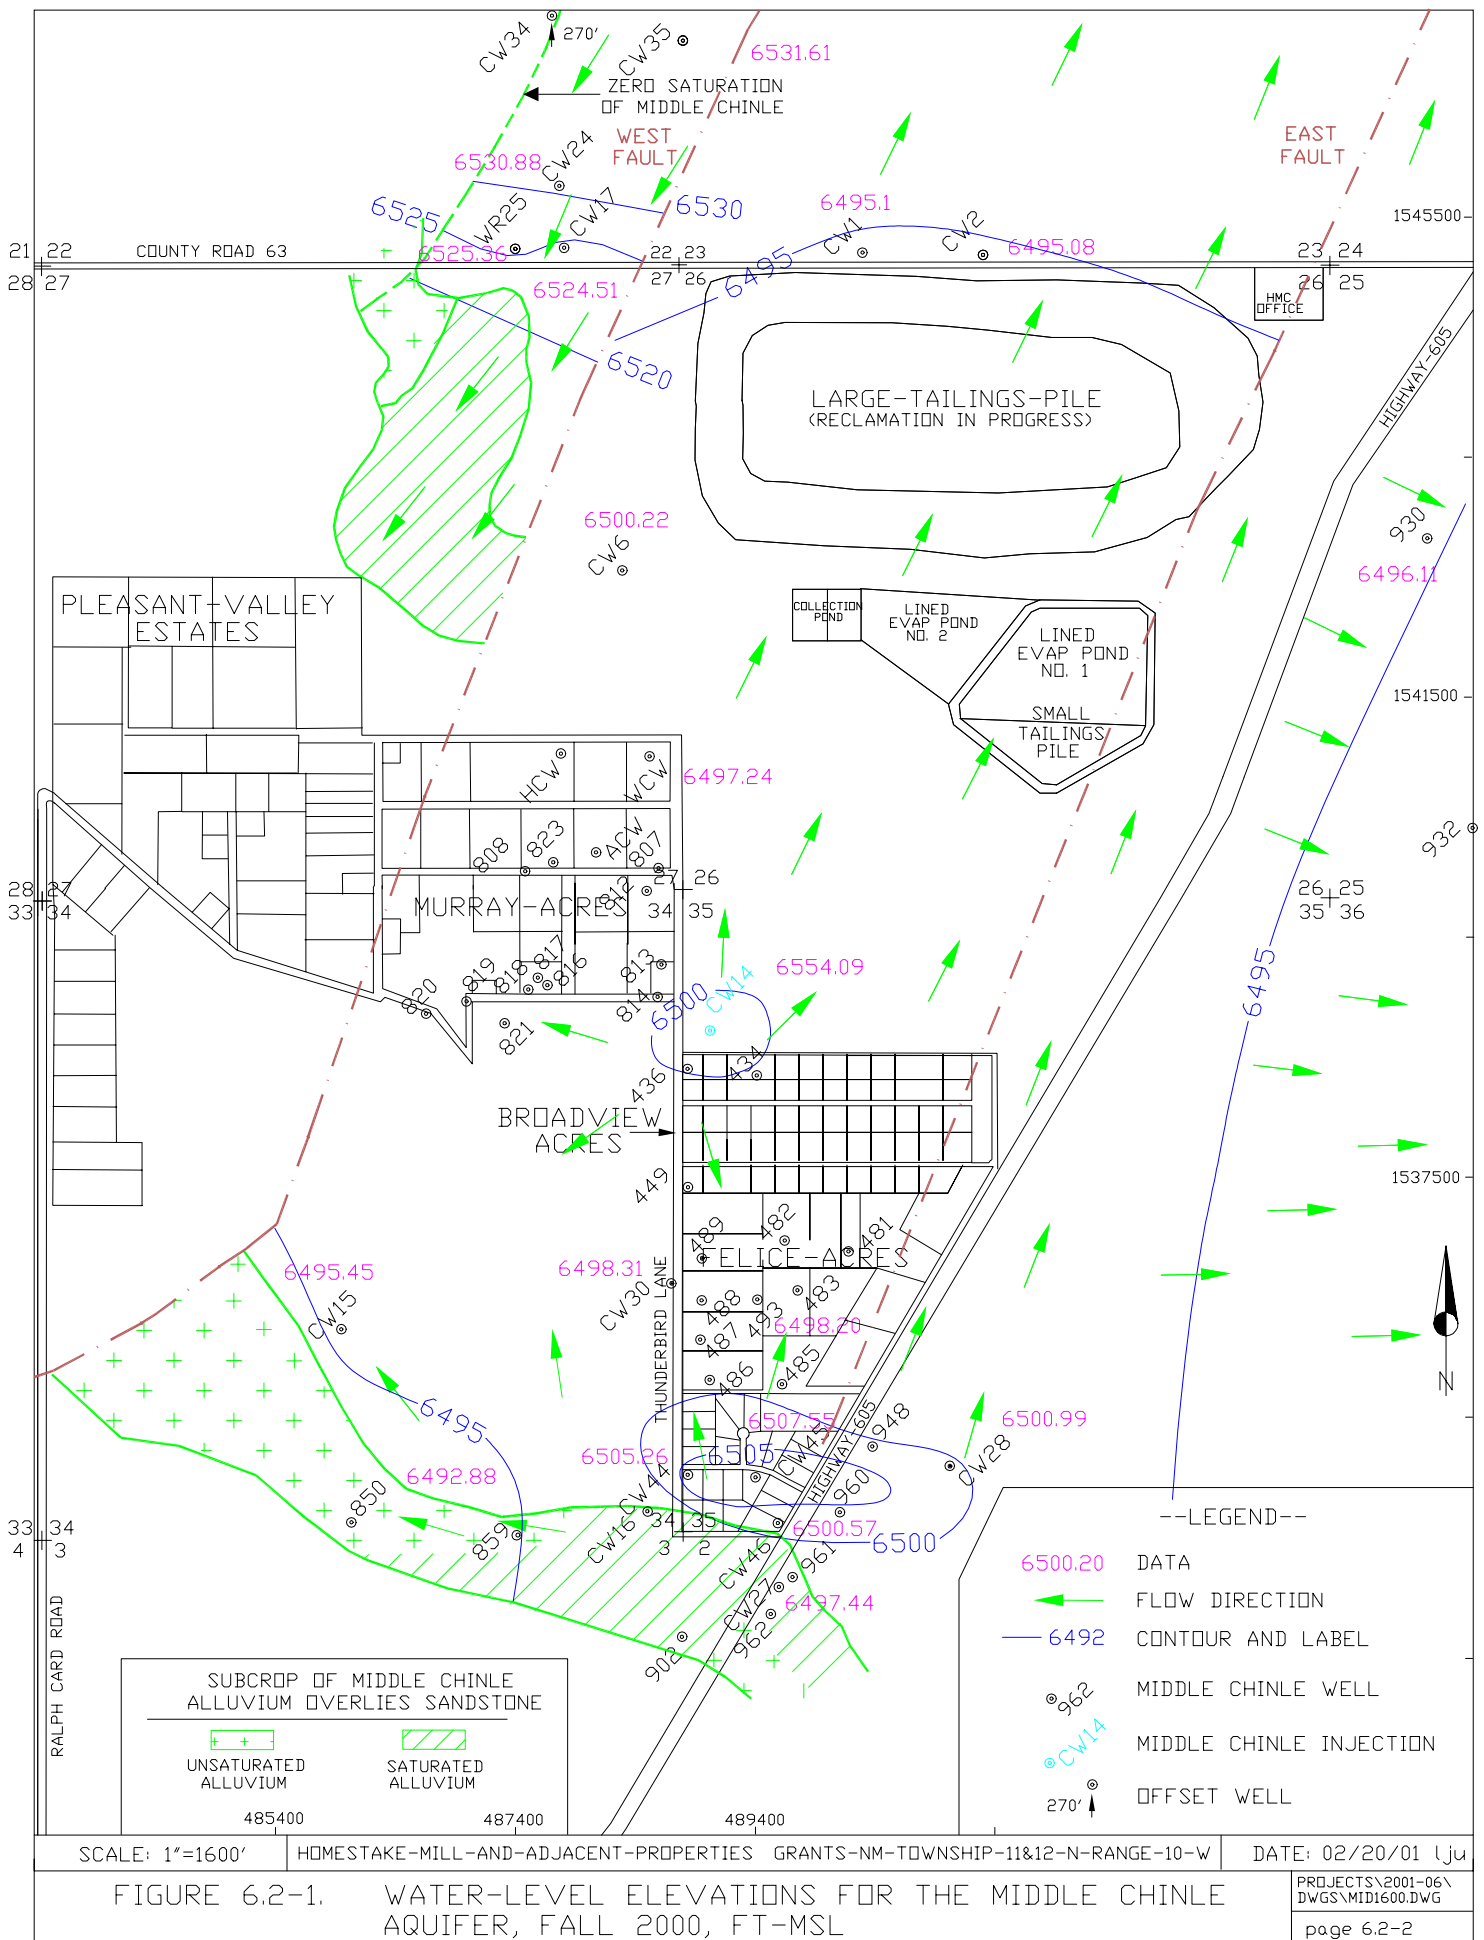 CW34
270'
CW35
6531.61
ZERO SATURATION
OF MIDDLE CHINLE
WEST
FAULT
EAST
FAULT
6530.88
CW24
6525
WR25
CW17
6530
6495.1
CW1
CW2
6495.08
1545500
21 22
COUNTY ROAD 63
6525.36
22 23
23 24
28 27
27 26
26 25
6495
6524.51
HMC
OFFICE
6520
HIGHWAY-605
LARGE-TAILINGS-PILE
(RECLAMATION IN PROGRESS)
6500.22
CW6
930
6496.11
PLEASANT-VALLEY
ESTATES
COLLECTION
POND
LINED
EVAP POND
NO. 2
LINED
EVAP POND
NO. 1
SMALL
TAILINGS
PILE
1541500
HCW
WCW
6497.24
808
823
ACW
807
932
28 27
27 26
26 25
33 34
812
34 35
35 36
MURRAY-ACRES
817
816
818
819
813
814
820
821
6554.09
CW14
6500
6495
436
434
BROADVIEW
ACRES
449
1537500
489
482
481
FELICE-ACRES
6495.45
6498.31
CW15
CW30
THUNDERBIRD LANE
488
493
483
487
6498.20
486
485
6495
6507.55
6500.99
948
6505.26
6505
CW45
HIGHWAY-605
CW28
6492.88
CW44
960
850
859
CW16
33 34
34 35
4 3
3 2
6500.57
6500
CW46
961
CW27
6497.44
962
902
RALPH CARD ROAD
--LEGEND--
6500.20 DATA
FLOW DIRECTION
6492 CONTOUR AND LABEL
962 MIDDLE CHINLE WELL
CW14 MIDDLE CHINLE INJECTION
270' OFFSET WELL
N
SUBCROP OF MIDDLE CHINLE
ALLUVIUM OVERLIES SANDSTONE
UNSATURATED
ALLUVIUM
SATURATED
ALLUVIUM
485400
487400
489400
SCALE: 1"=1600'
HOMESTAKE-MILL-AND-ADJACENT-PROPERTIES GRANTS-NM-TOWNSHIP-11&12-N-RANGE-10-W
DATE: 02/20/01 lju
FIGURE 6.2-1. WATER-LEVEL ELEVATIONS FOR THE MIDDLE CHINLE
AQUIFER, FALL 2000, FT-MSL
PROJECTS\2001-06\
DWGS\MID1600.DWG
page 6.2-2